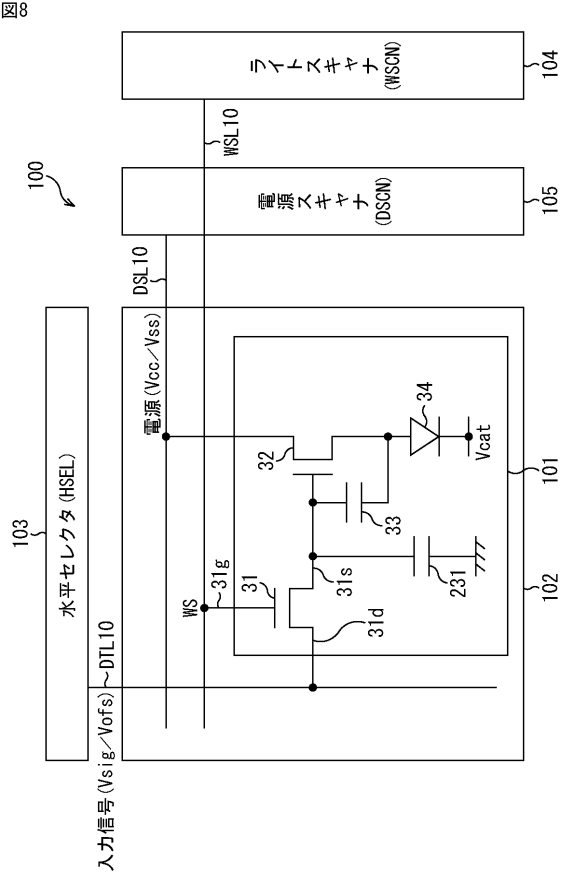 図8
100
103
水平セレクタ(HSEL)
入力信号(Vsig／Vofs)
DTL10
DSL10
WSL10
電源スキャナ
(DSCN)
105
ライトスキャナ
(WSCN)
104
電源(Vcc／Vss)
WS
31g
31
31s
31d
32
33
34
Vcat
231
101
102